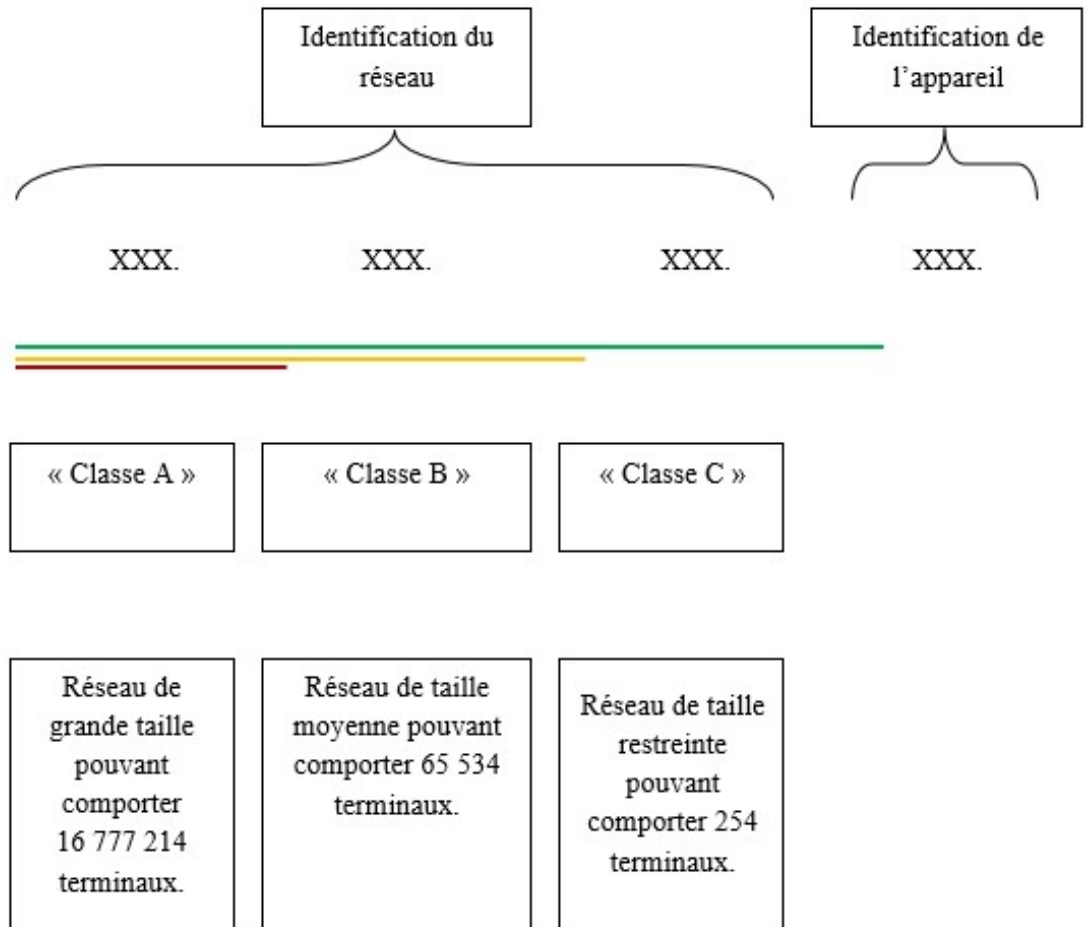 Identification du
réseau
Identification de
l’appareil
XXX.
XXX.
XXX.
XXX.
« Classe A »
« Classe B »
« Classe C »
Réseau de
grande taille
pouvant
comporter
16 777 214
terminaux.
Réseau de taille
moyenne pouvant
comporter 65 534
terminaux.
Réseau de taille
restreinte
pouvant
comporter 254
terminaux.